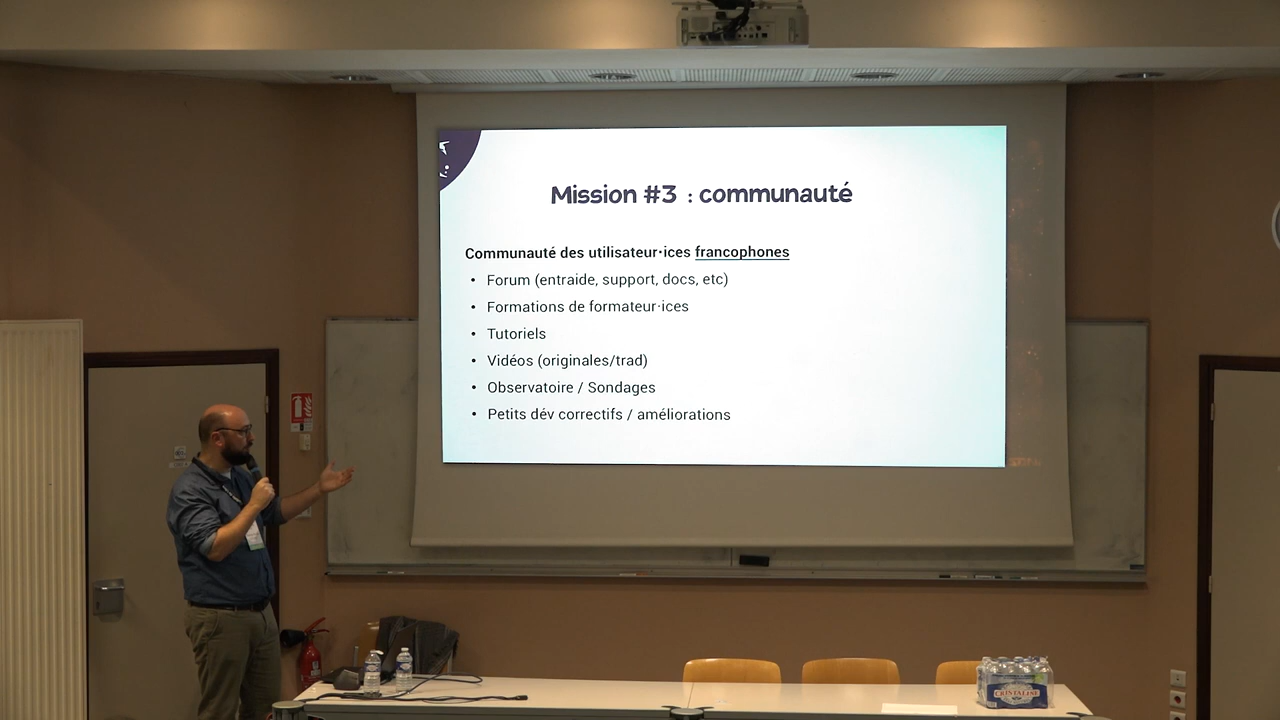 Mission #3 : communauté
Communauté des utilisateur·ices francophones
• Forum (entraide, support, docs, etc)
• Formations de formateur·ices
• Tutoriels
• Vidéos (originales/trad)
• Observatoire / Sondages
• Petits dév correctifs / améliorations
CRISTALINE